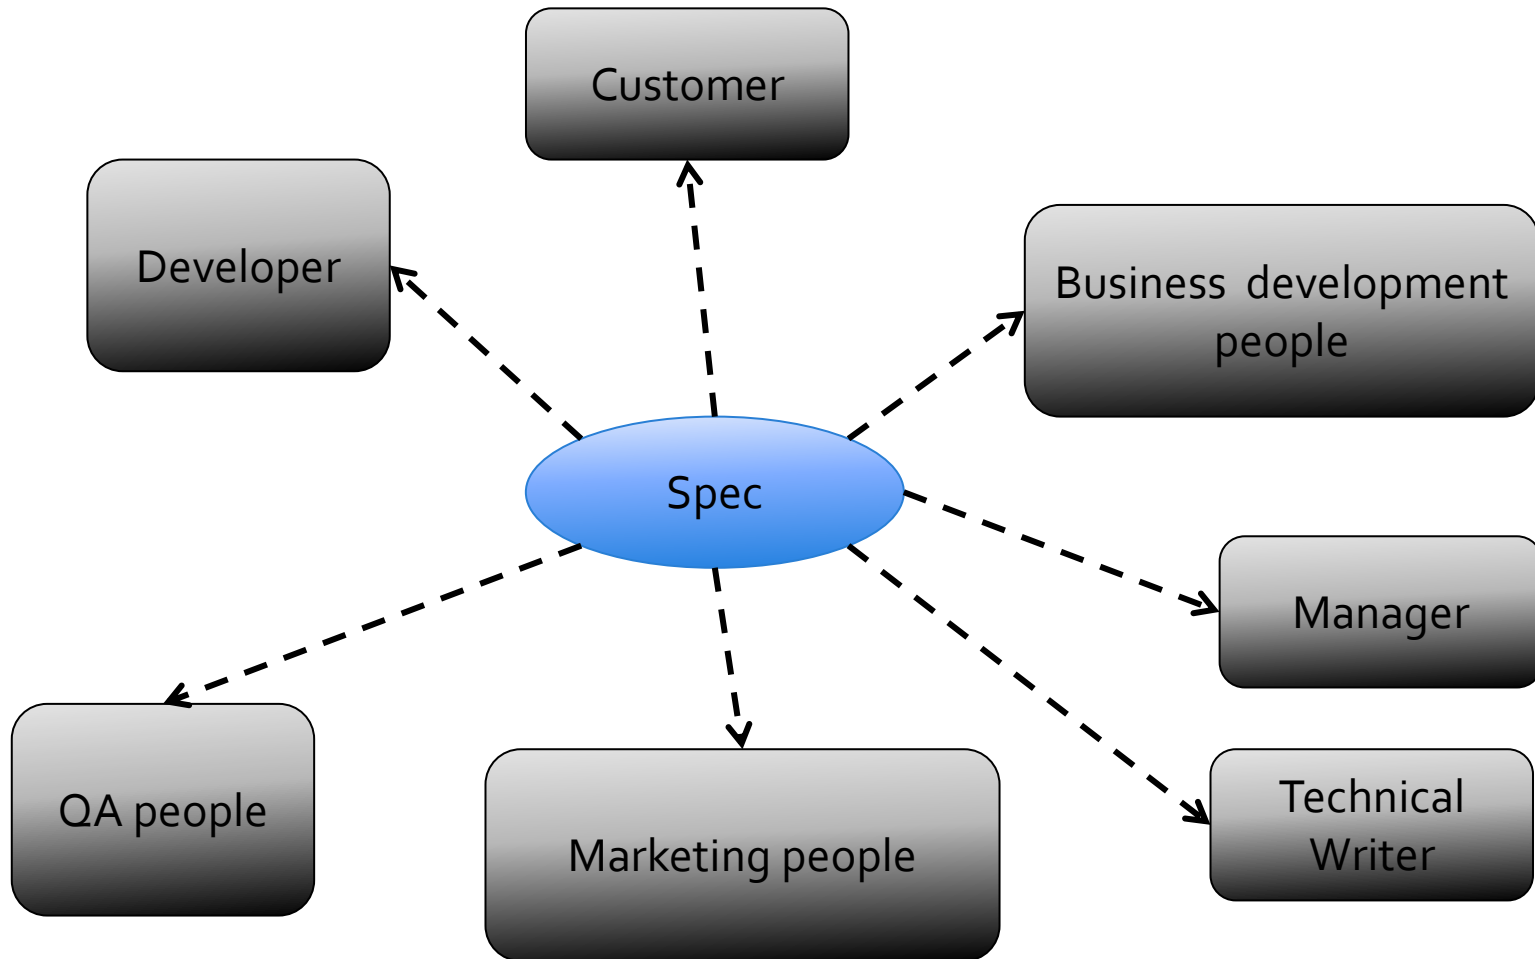 Customer
Developer
Business development
people
Spec
Manager
QA people
Marketing people
Technical
Writer